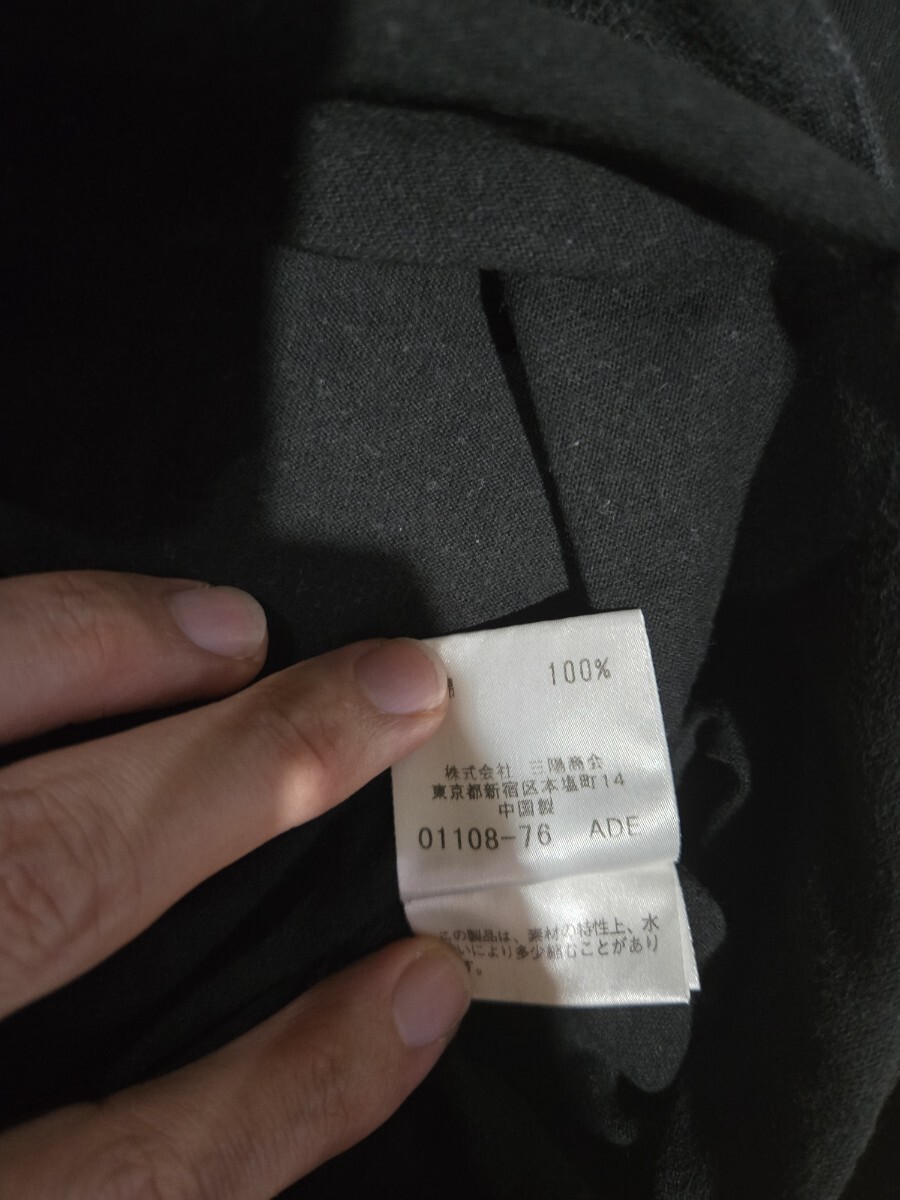 100%
株式会社 三陽商会
東京都新宿区本塩町14
中国製
01108-76 ADE
この製品は、素材の特性上、水
いにより多少縮むことがあり
す。